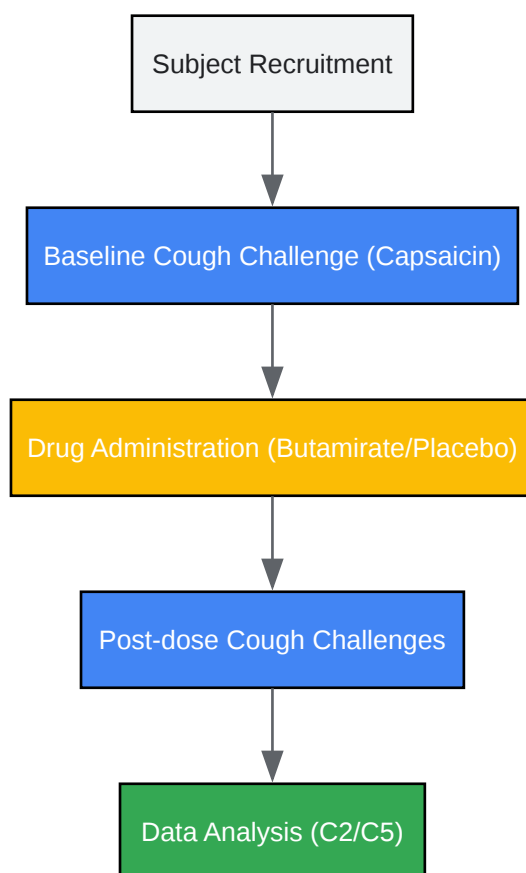 Subject Recruitment
Baseline Cough Challenge (Capsaicin)
Drug Administration (Butamirate/Placebo)
Post-dose Cough Challenges
Data Analysis (C2/C5)